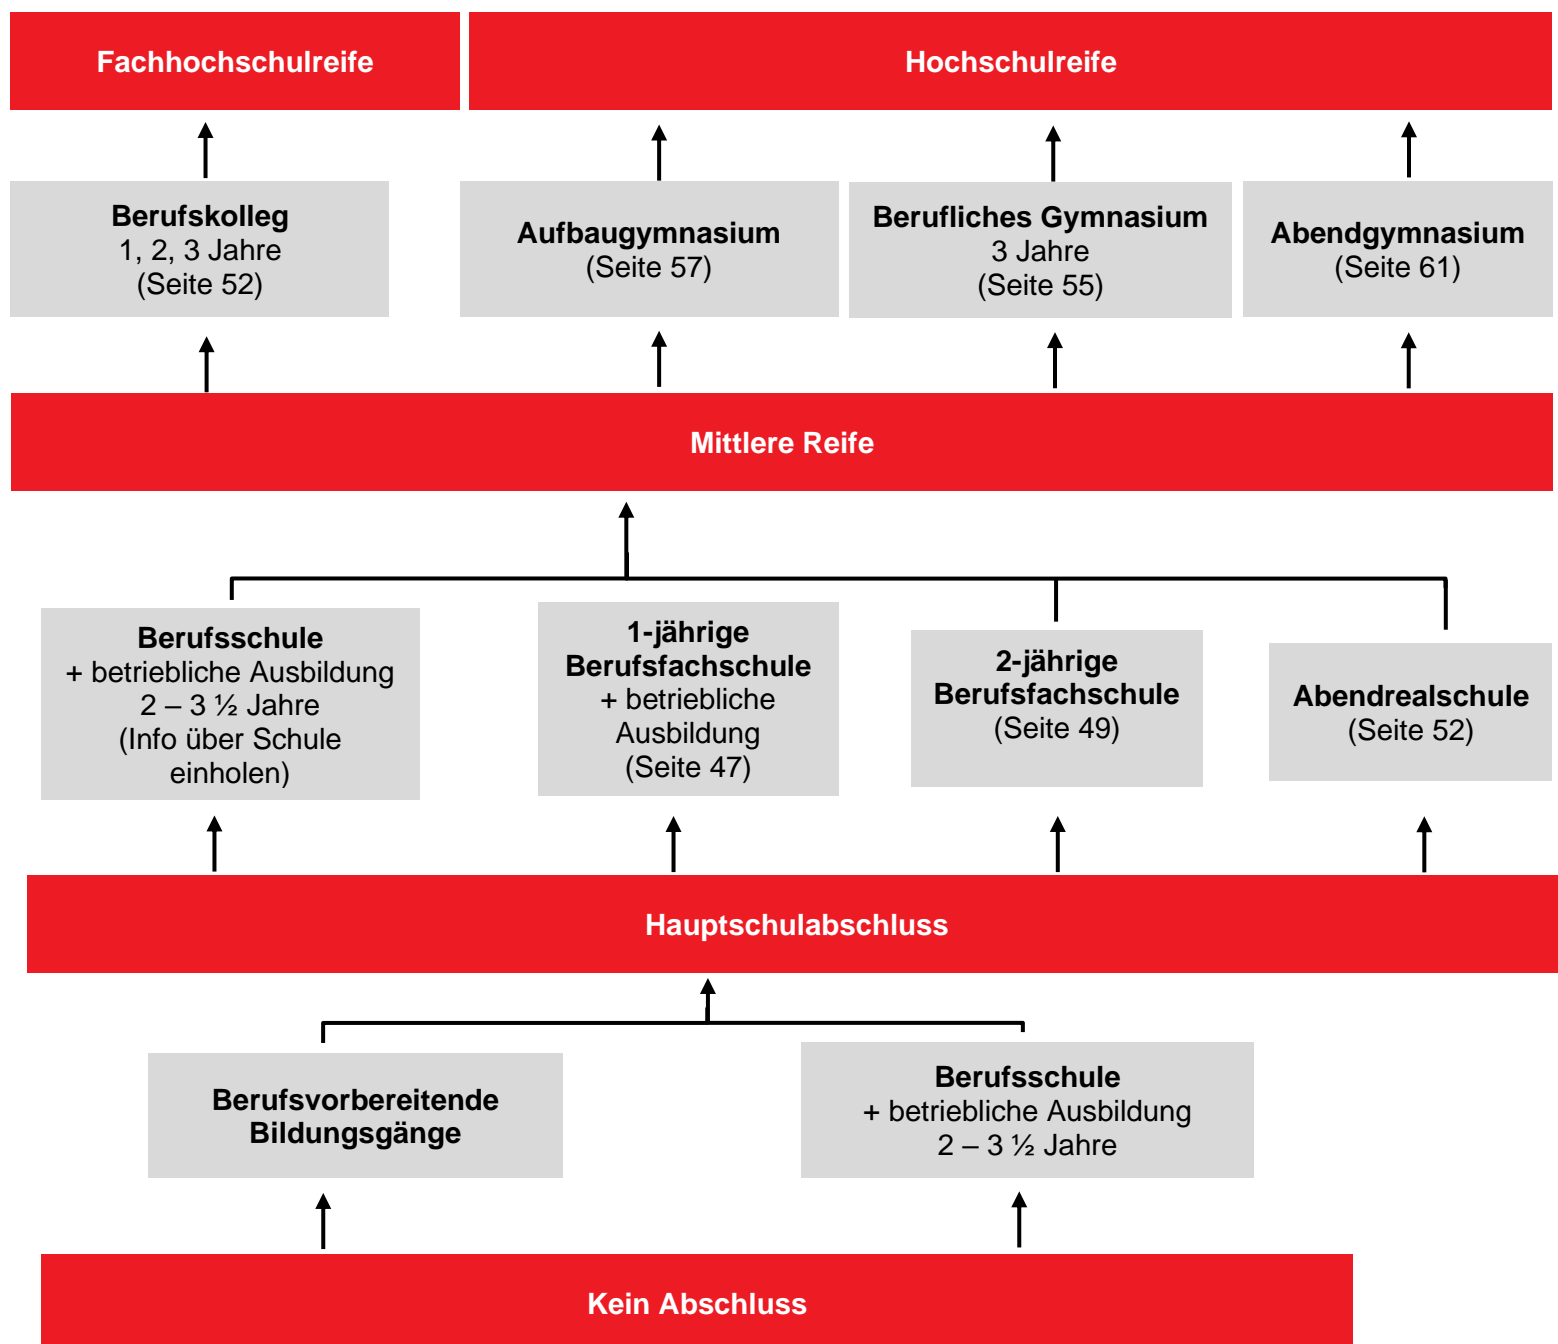 Fachhochschulreife
Hochschulreife
Berufskolleg
1, 2, 3 Jahre
(Seite 52)
Aufbaugymnasium
(Seite 57)
Berufliches Gymnasium
3 Jahre
(Seite 55)
Abendgymnasium
(Seite 61)
Mittlere Reife
Berufsschule
+ betriebliche Ausbildung
2 – 3 ½ Jahre
(Info über Schule
einholen)
1-jährige
Berufsfachschule
+ betriebliche
Ausbildung
(Seite 47)
2-jährige
Berufsfachschule
(Seite 49)
Abendrealschule
(Seite 52)
Hauptschulabschluss
Berufsvorbereitende
Bildungsgänge
Berufsschule
+ betriebliche Ausbildung
2 – 3 ½ Jahre
Kein Abschluss